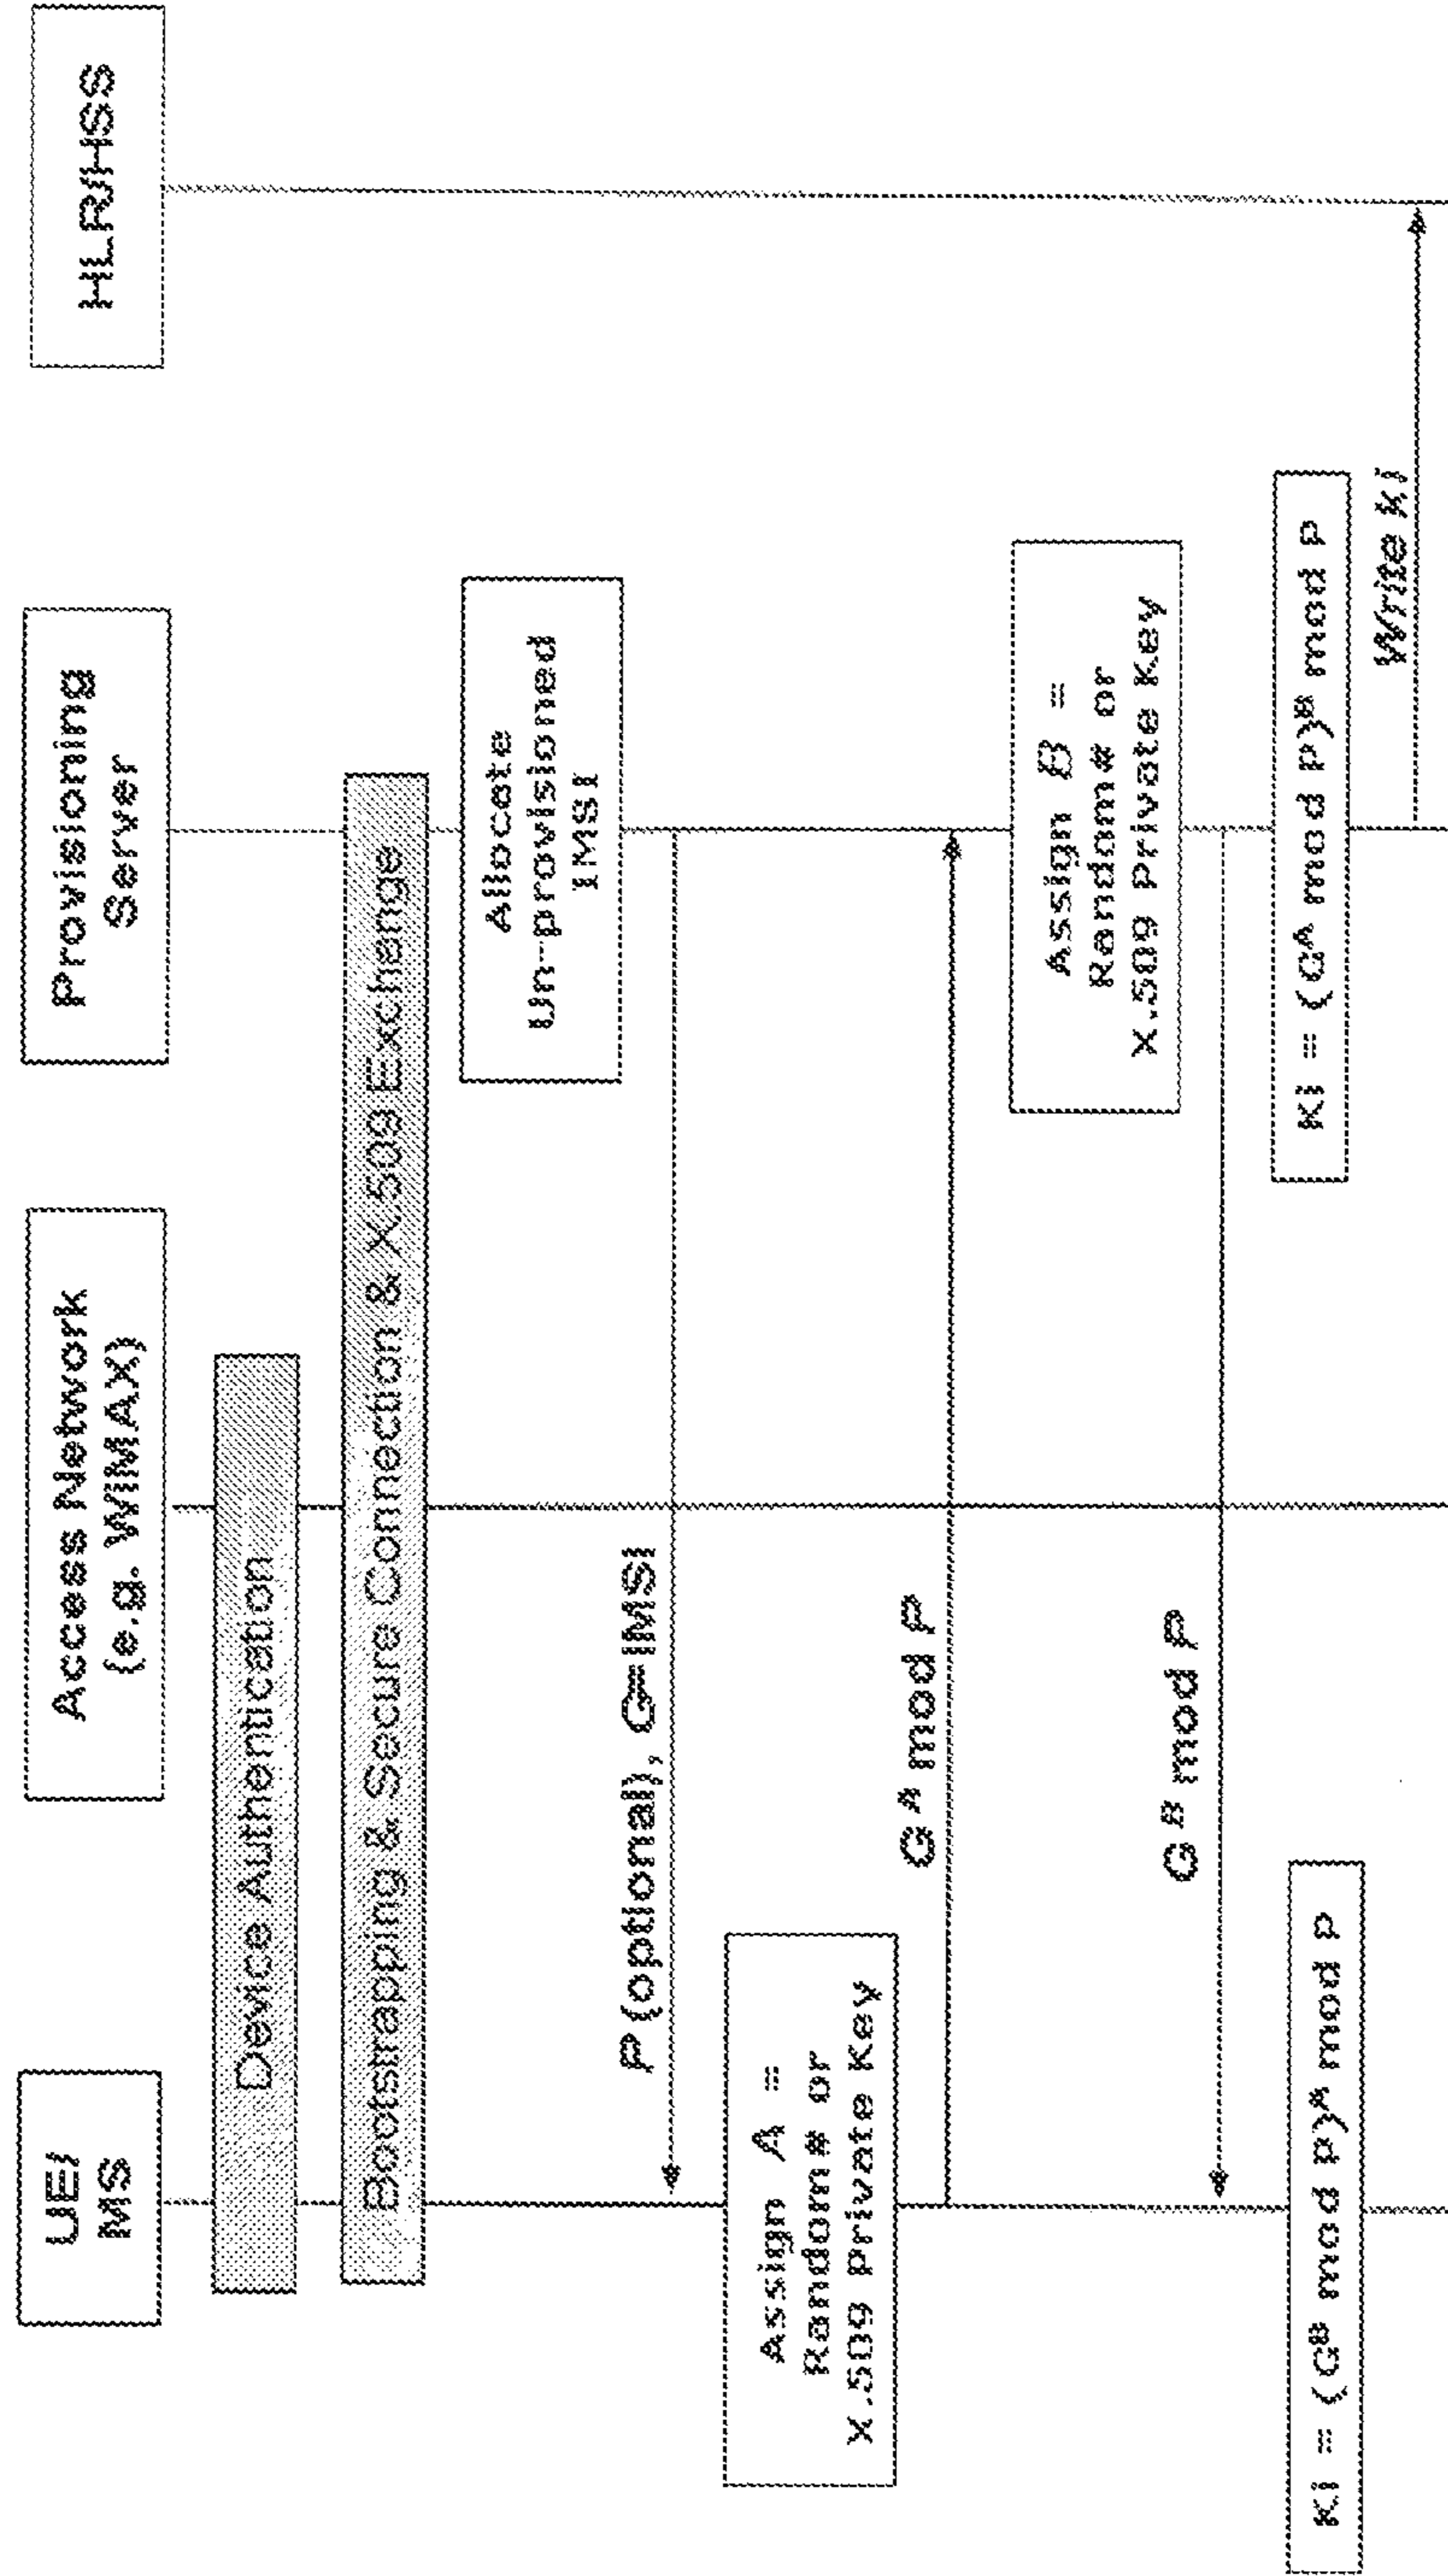 UE/
MS
Access Network
(e.g. WiMAX)
Provisioning
Server
HLR/HSS
Device Authentication
Bootstrapping & Secure Connection & X.509 Exchange
Allocate
Un-provisioned
IMSI
P (optional), G=IMSI
Assign A =
Random# or
X.509 Private Key
G^A mod P
Assign B =
Random# or
X.509 Private Key
G^B mod P
Ki = (G^B mod P)^A mod P
Ki = (G^A mod P)^B mod P
Write Ki